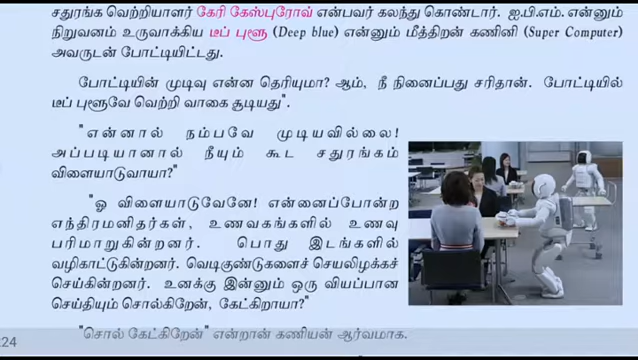 சதுரங்க வெற்றியாளர் கேரி கேஸ்புரோவ் என்பவர் கலந்து கொண்டார். ஐ.பி.எம். என்னும்
நிறுவனம் உருவாக்கிய டீப் புளூ (Deep blue) என்னும் மீத்திறன் கணினி (Super Computer)
அவருடன் போட்டியிட்டது.
போட்டியின் முடிவு என்ன தெரியுமா? ஆம், நீ நினைப்பது சரிதான். போட்டியில்
டீப் புளூவே வெற்றி வாகை சூடியது".
"என்னால் நம்பவே முடியவில்லை!
அப்படியானால் நீயும் கூட சதுரங்கம்
விளையாடுவாயா?"
"ஓ விளையாடுவேனே! என்னைப்போன்ற
எந்திரமனிதர்கள், உணவகங்களில் உணவு
பரிமாறுகின்றனர். பொது இடங்களில்
வழிகாட்டுகின்றனர். வெடிகுண்டுகளைச் செயலிழக்கச்
செய்கின்றனர். உனக்கு இன்னும் ஒரு வியப்பான
செய்தியும் சொல்கிறேன், கேட்கிறாயா?"
"சொல் கேட்கிறேன்" என்றான் கணியன் ஆர்வமாக.
224